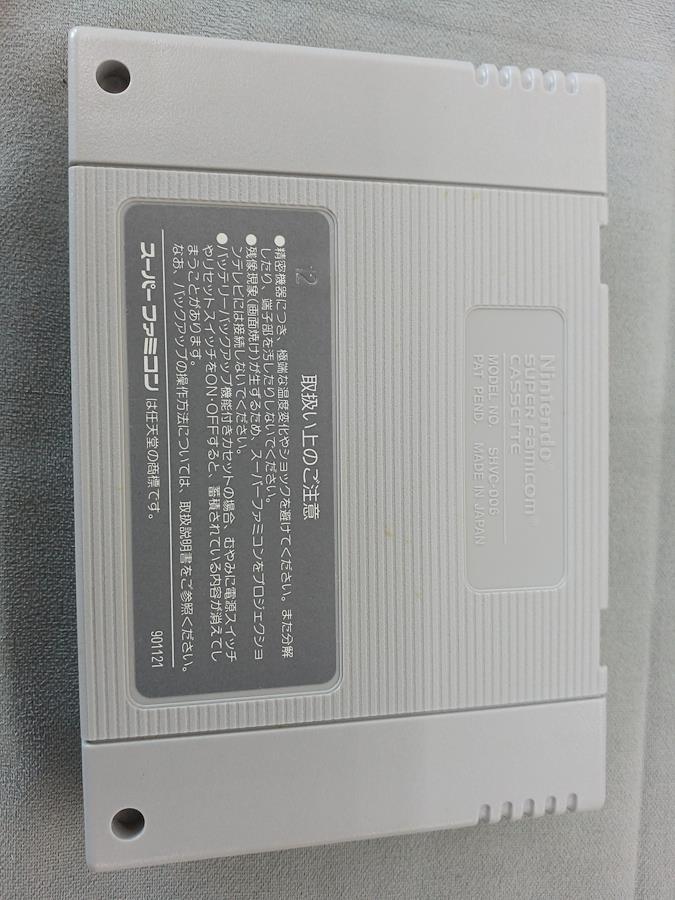 Nintendo
SUPER FAMICOM
CASSETTE
MODEL NO. SHVC-006
PAT. PEND. MADE IN JAPAN
取扱い上のご注意
12
●精密機器につき、極端な温度変化やショックを避けてください。また分解
したり、端子部を汚したりしないでください。
●残像現象(画面焼け)が生ずるため、スーパーファミコンをプロジェクショ
ンテレビには接続しないでください。
●バッテリーバックアップ機能付きカセットの場合、むやみに電源スイッチ
やリセットスイッチをON・OFFすると、蓄積されている内容が消えてし
まうことがあります。
なお、バックアップの操作方法については、取扱説明書をご参照ください。
スーパーファミコン は任天堂の商標です。
901121